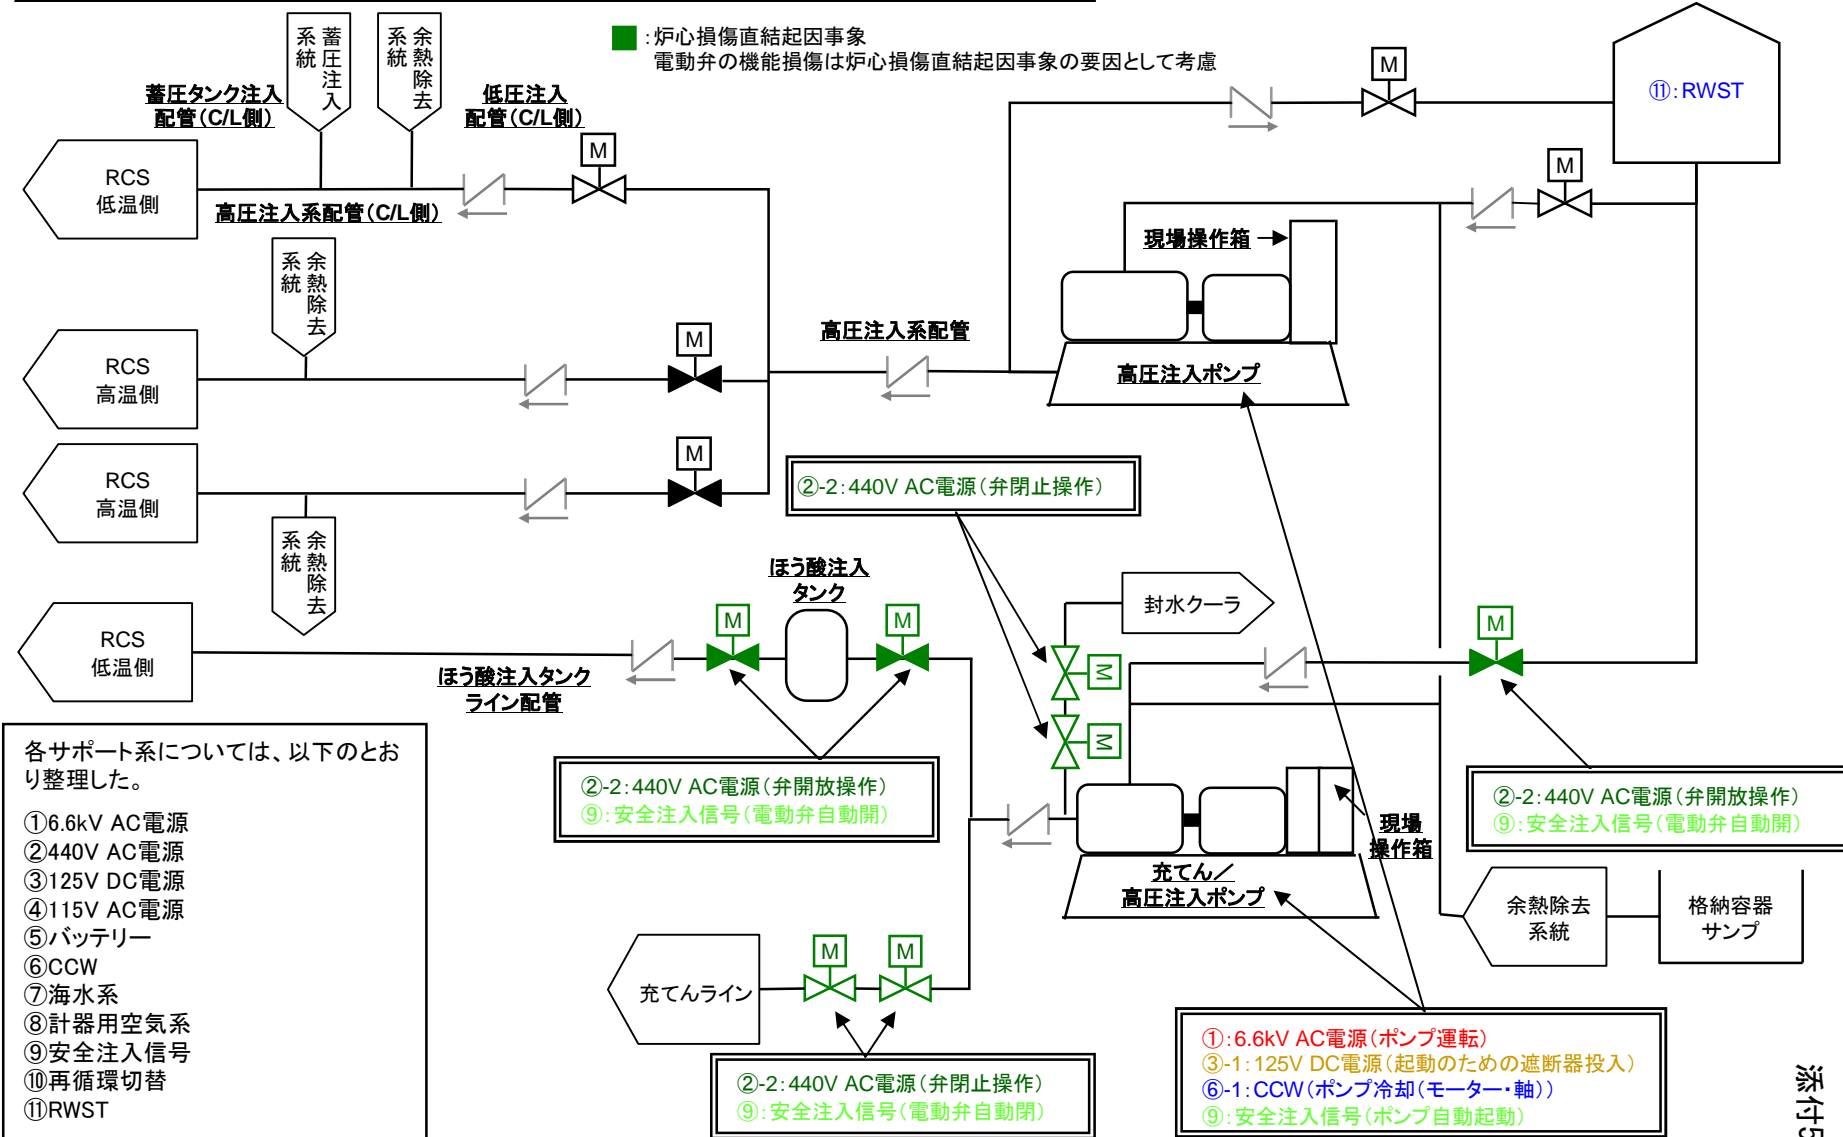 ■:炉心損傷直結起因事象
電動弁の機能損傷は炉心損傷直結起因事象の要因として考慮
蓄圧注入
系統
余熱除去
系統
蓄圧タンク注入
配管(C/L側)
低圧注入
配管(C/L側)
M
M
⑪:RWST
M
RCS
低温側
高圧注入系配管(C/L側)
現場操作箱
余熱除去
系統
M
高圧注入系配管
RCS
高温側
高圧注入ポンプ
M
RCS
高温側
②-2:440V AC電源(弁閉止操作)
余熱除去
系統
ほう酸注入
タンク
封水クーラ
M
M
M
RCS
低温側
M
ほう酸注入タンク
ライン配管
M
各サポート系については、以下のとお
り整理した。
①6.6kV AC電源
②440V AC電源
③125V DC電源
④115V AC電源
⑤バッテリー
⑥CCW
⑦海水系
⑧計器用空気系
⑨安全注入信号
⑩再循環切替
⑪RWST
②-2:440V AC電源(弁開放操作)
⑨:安全注入信号(電動弁自動開)
②-2:440V AC電源(弁開放操作)
⑨:安全注入信号(電動弁自動開)
現場
操作箱
充てん/
高圧注入ポンプ
余熱除去
系統
格納容器
サンプ
M
M
充てんライン
②-2:440V AC電源(弁閉止操作)
⑨:安全注入信号(電動弁自動閉)
①:6.6kV AC電源(ポンプ運転)
③-1:125V DC電源(起動のための遮断器投入)
⑥-1:CCW(ポンプ冷却(モーター・軸))
⑨:安全注入信号(ポンプ自動起動)
添付5